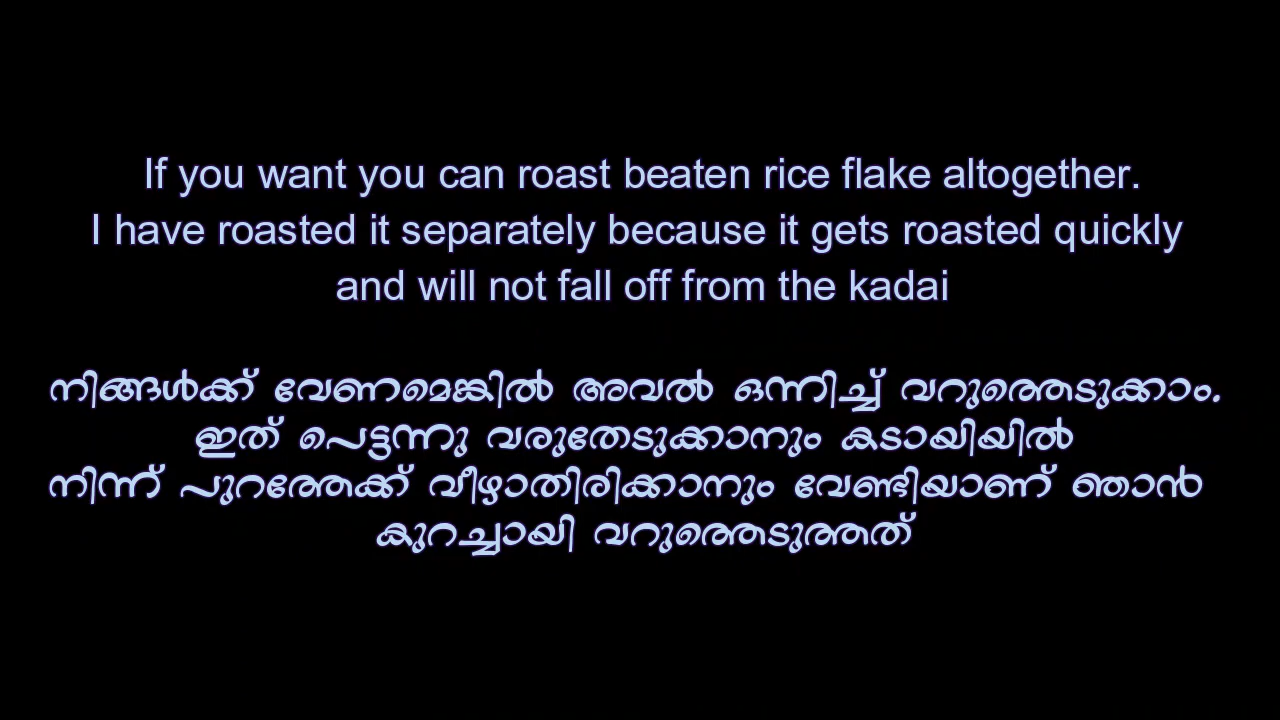 If you want you can roast beaten rice flake altogether.
I have roasted it separately because it gets roasted quickly
and will not fall off from the kadai
നിങ്ങൾക്ക് വേണമെങ്കിൽ അവൽ ഒന്നിച്ച് വറുത്തെടുക്കാം.
ഇത് പെട്ടന്നു വരുതേടുക്കാനും കടായിയിൽ
നിന്ന് പുറത്തേക്ക് വീഴാതിരിക്കാനും വേണ്ടിയാണ് ഞാൻ
കുറച്ചായി വറുത്തെടുത്തത്